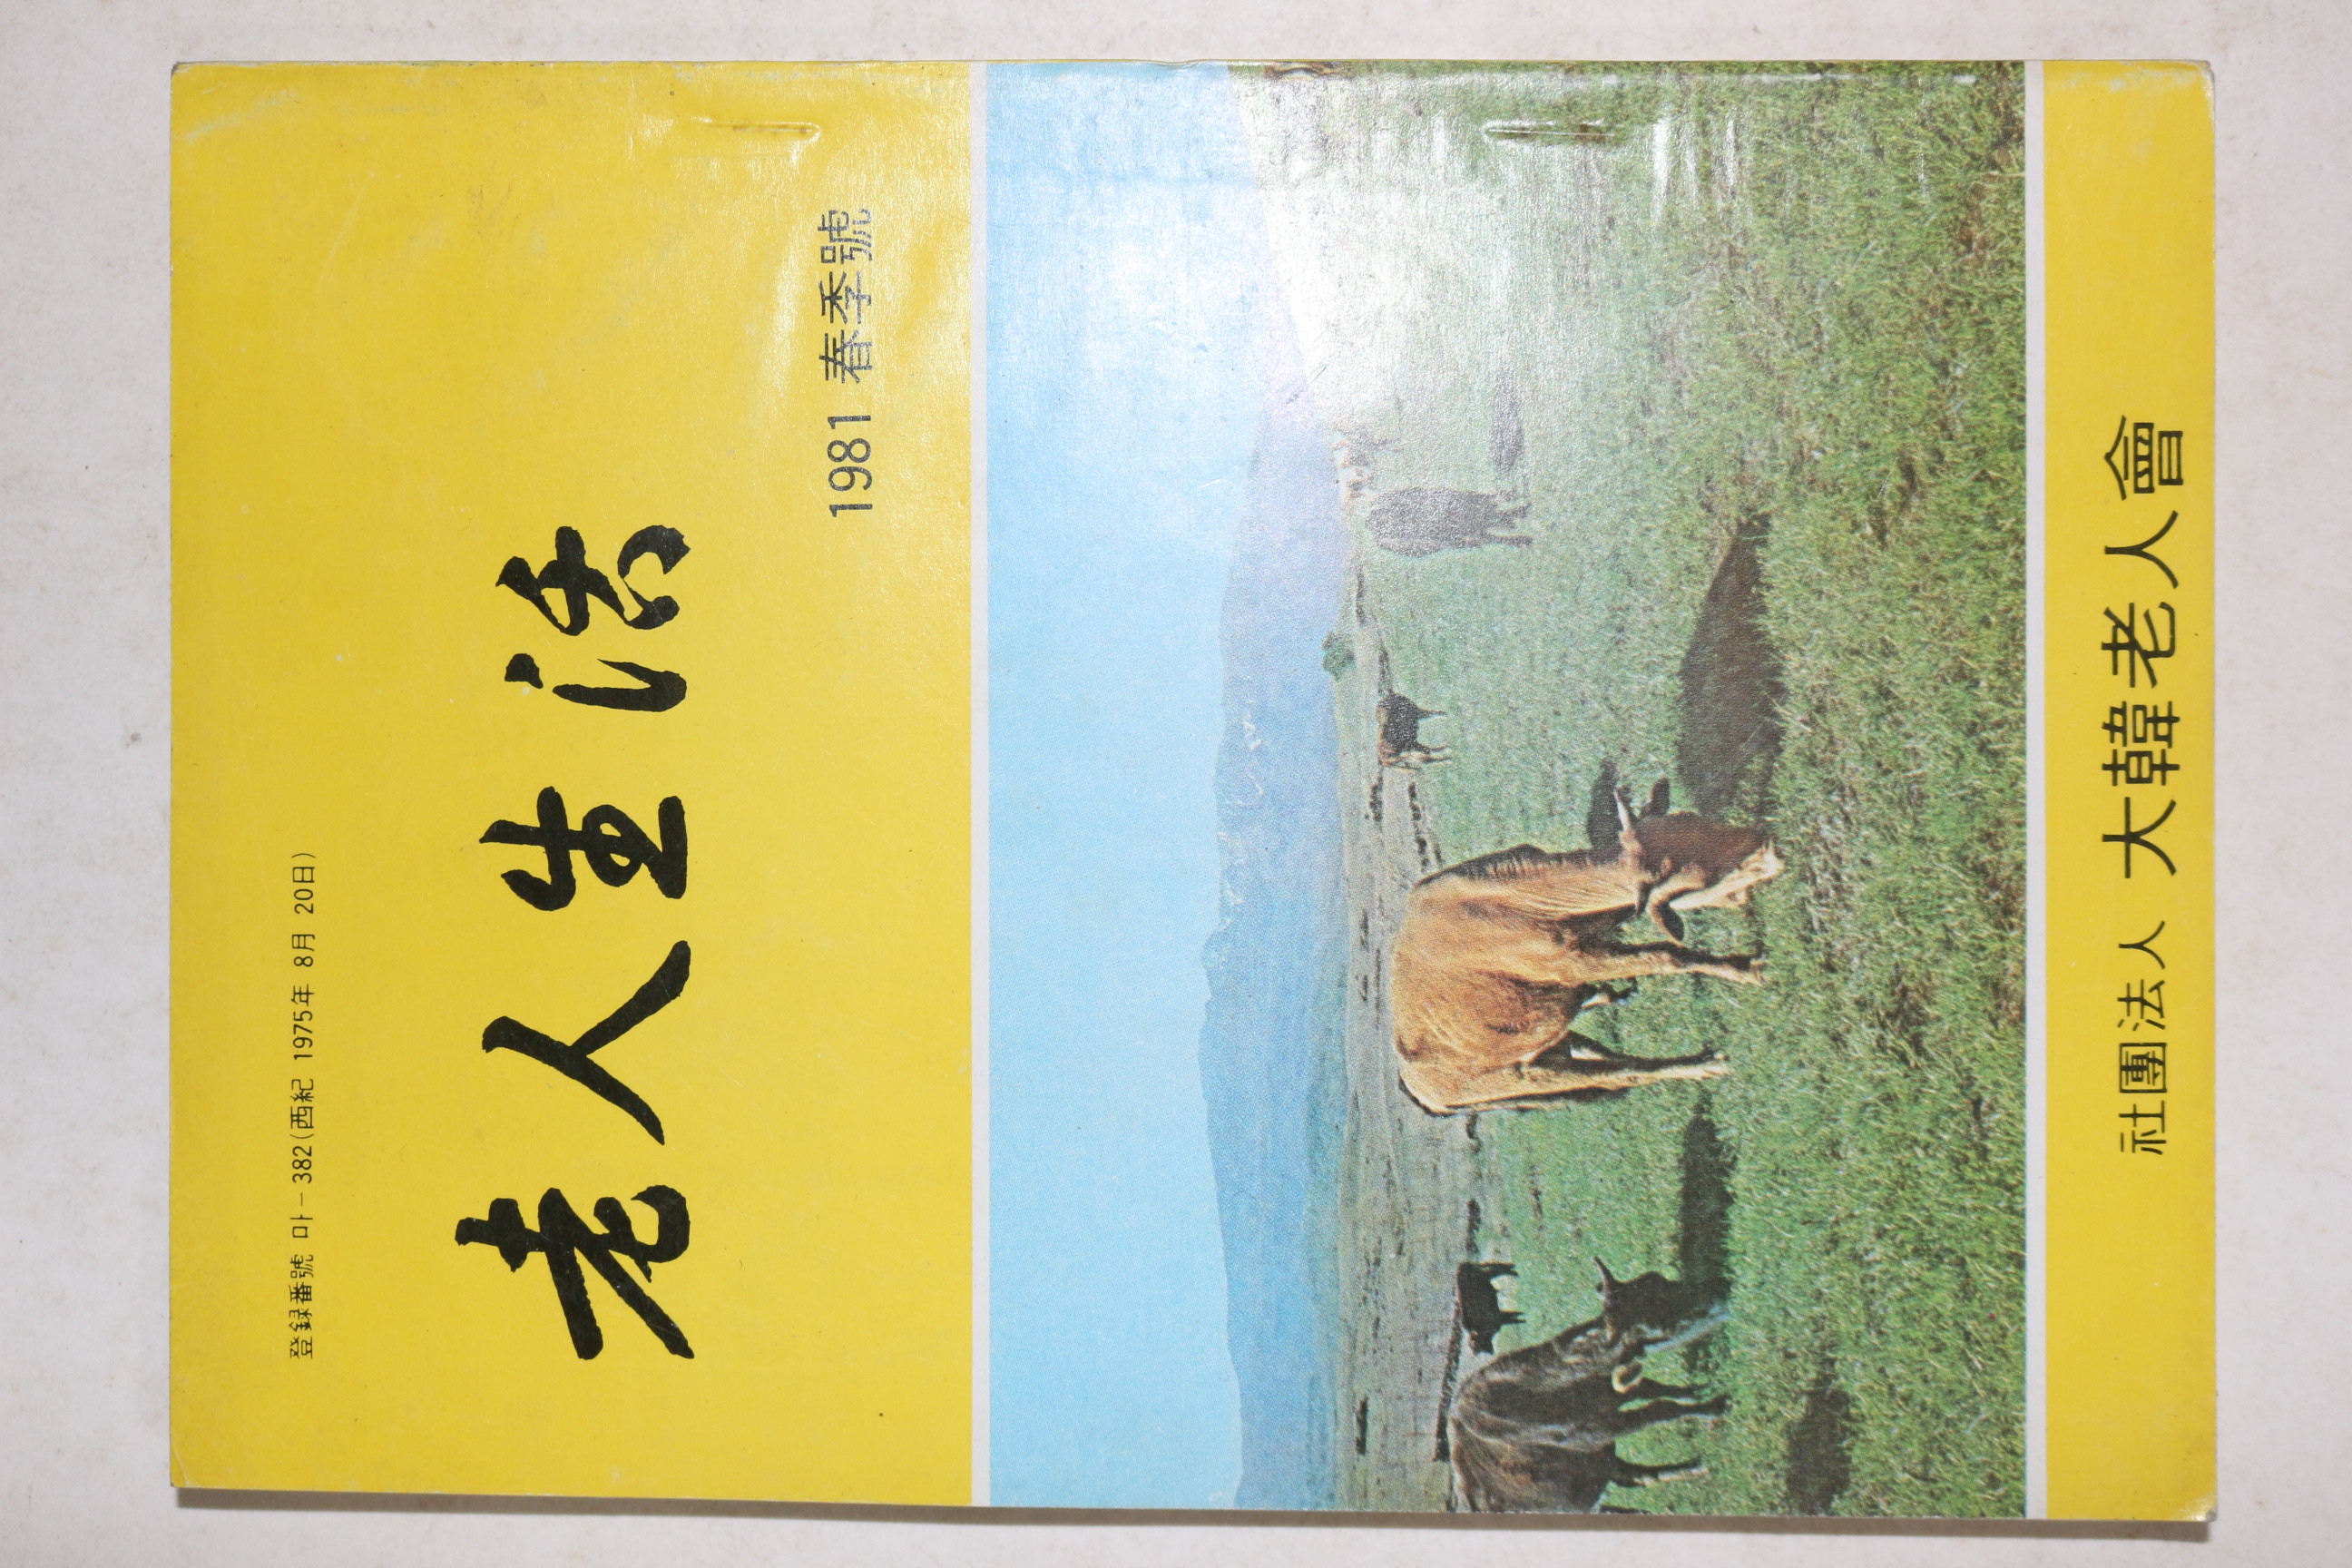 登録番號 마－382(西紀 1975年 8月 20日)
老人生活
1981 春季號
社團法人 大韓老人會